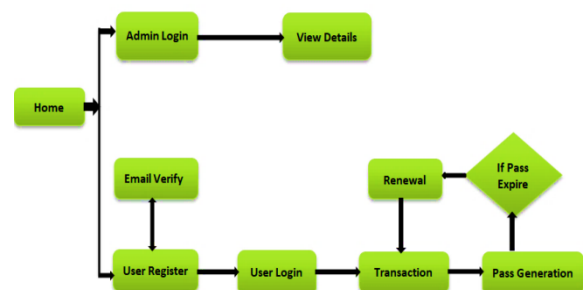 Admin Login
View Details
Home
Email Verify
Renewal
If Pass
Expire
User Register
User Login
Transaction
Pass Generation